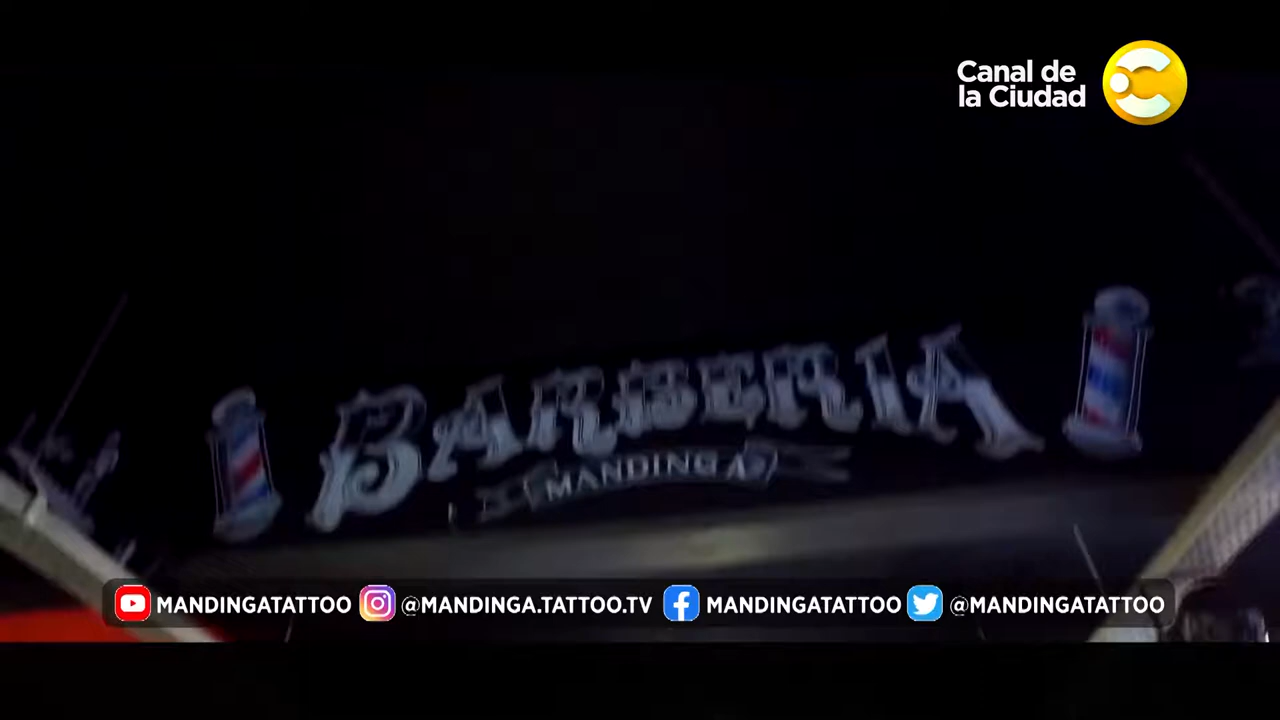 Canal de
la Ciudad
BARBERIA
MANDINGA
MANDINGATATTOO @MANDINGA.TATTOO.TV MANDINGATATTOO @MANDINGATATTOO